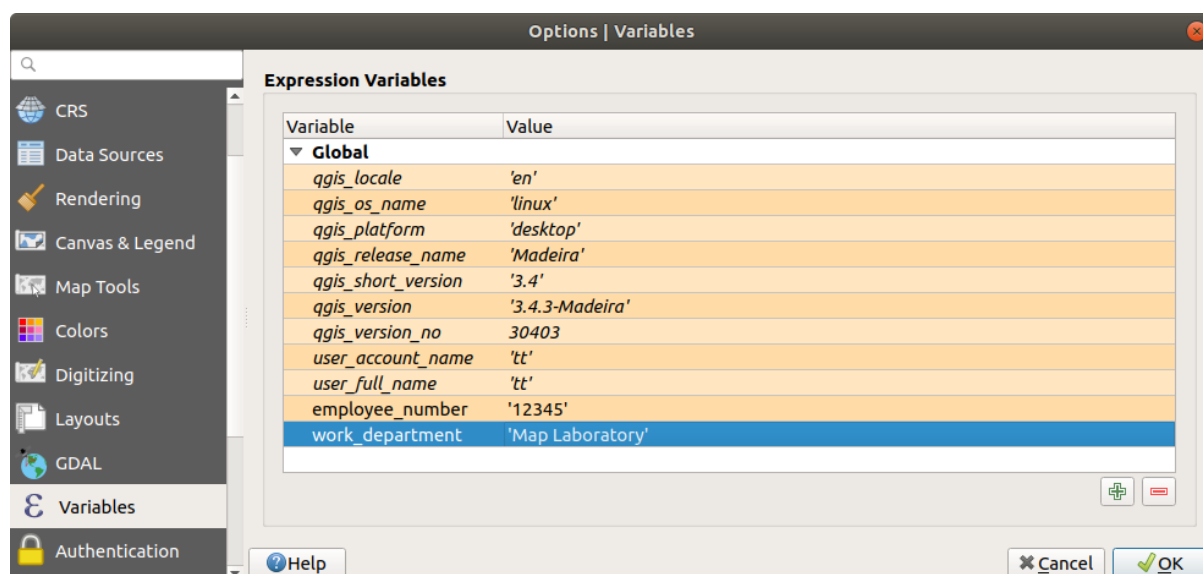 Options | Variables
CRS
Data Sources
Rendering
Canvas & Legend
Map Tools
Colors
Digitizing
Layouts
GDAL
ε Variables
Authentication
Expression Variables
Variable Value
Global
qgis_locale 'en'
qgis_os_name 'linux'
qgis_platform 'desktop'
qgis_release_name 'Madeira'
qgis_short_version '3.4'
qgis_version '3.4.3-Madeira'
qgis_version_no 30403
user_account_name 'tt'
user_full_name 'tt'
employee_number '12345'
work_department 'Map Laboratory'
Help
Cancel
OK